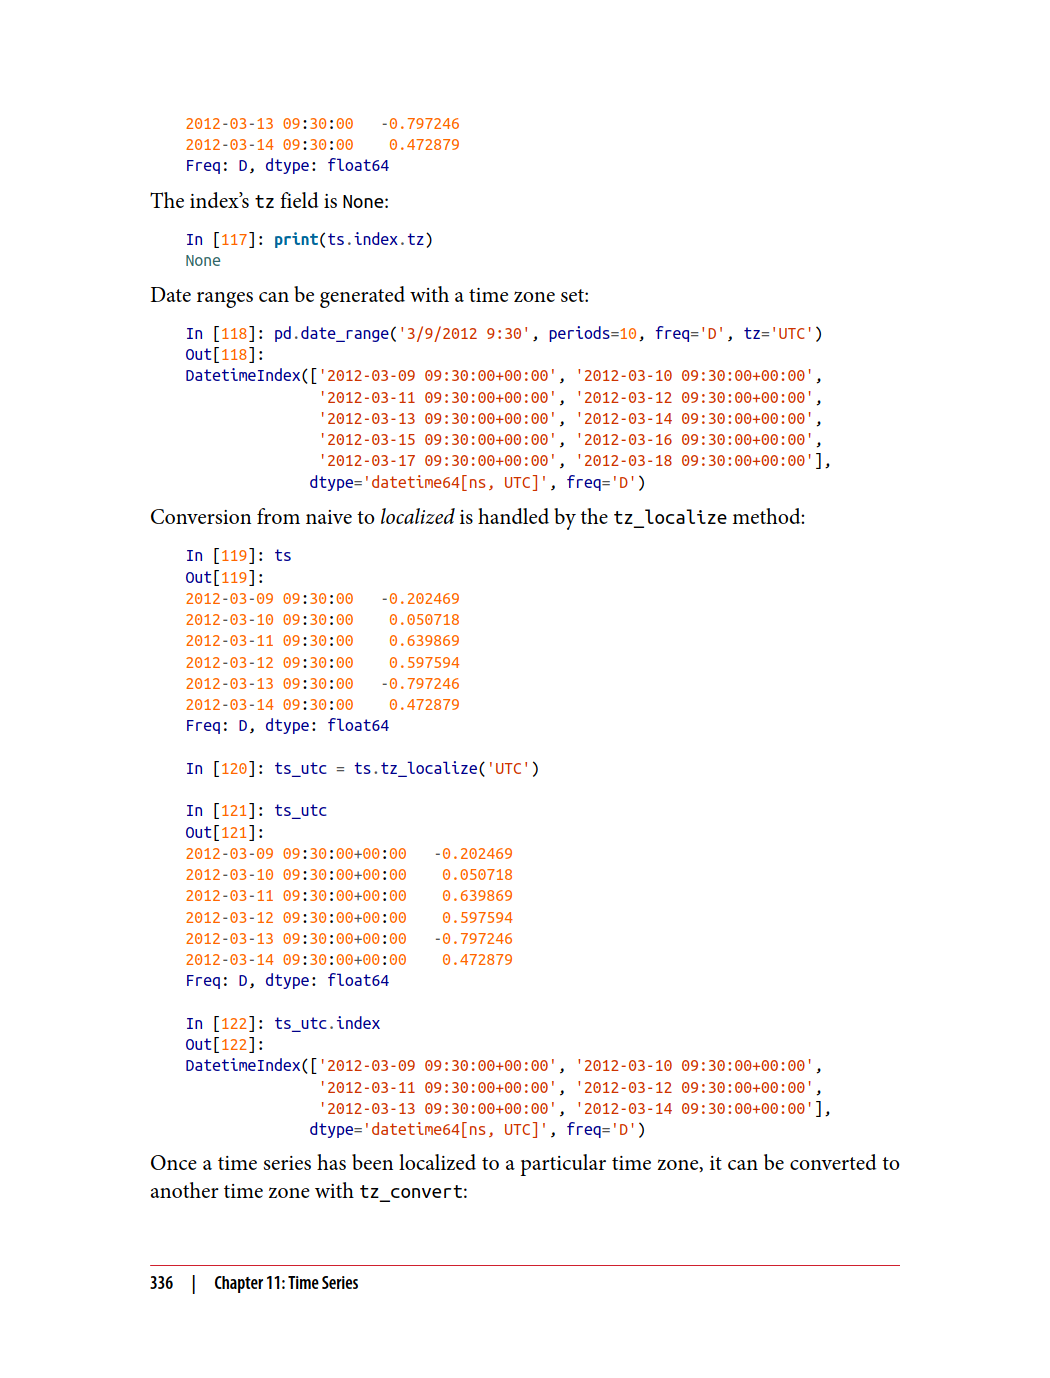 2012-03-13 09:30:00   -0.797246
2012-03-14 09:30:00    0.472879
Freq: D, dtype: float64
The index’s tz field is None:
In [117]: print(ts.index.tz)
None
Date ranges can be generated with a time zone set:
In [118]: pd.date_range('3/9/2012 9:30', periods=10, freq='D', tz='UTC')
Out[118]:
DatetimeIndex(['2012-03-09 09:30:00+00:00', '2012-03-10 09:30:00+00:00',
               '2012-03-11 09:30:00+00:00', '2012-03-12 09:30:00+00:00',
               '2012-03-13 09:30:00+00:00', '2012-03-14 09:30:00+00:00',
               '2012-03-15 09:30:00+00:00', '2012-03-16 09:30:00+00:00',
               '2012-03-17 09:30:00+00:00', '2012-03-18 09:30:00+00:00'],
              dtype='datetime64[ns, UTC]', freq='D')
Conversion from naive to localized is handled by the tz_localize method:
In [119]: ts
Out[119]:
2012-03-09 09:30:00   -0.202469
2012-03-10 09:30:00    0.050718
2012-03-11 09:30:00    0.639869
2012-03-12 09:30:00    0.597594
2012-03-13 09:30:00   -0.797246
2012-03-14 09:30:00    0.472879
Freq: D, dtype: float64
In [120]: ts_utc = ts.tz_localize('UTC')
In [121]: ts_utc
Out[121]:
2012-03-09 09:30:00+00:00   -0.202469
2012-03-10 09:30:00+00:00    0.050718
2012-03-11 09:30:00+00:00    0.639869
2012-03-12 09:30:00+00:00    0.597594
2012-03-13 09:30:00+00:00   -0.797246
2012-03-14 09:30:00+00:00    0.472879
Freq: D, dtype: float64
In [122]: ts_utc.index
Out[122]:
DatetimeIndex(['2012-03-09 09:30:00+00:00', '2012-03-10 09:30:00+00:00',
               '2012-03-11 09:30:00+00:00', '2012-03-12 09:30:00+00:00',
               '2012-03-13 09:30:00+00:00', '2012-03-14 09:30:00+00:00'],
              dtype='datetime64[ns, UTC]', freq='D')
Once a time series has been localized to a particular time zone, it can be converted to
another time zone with tz_convert:
336 | Chapter 11: Time Series